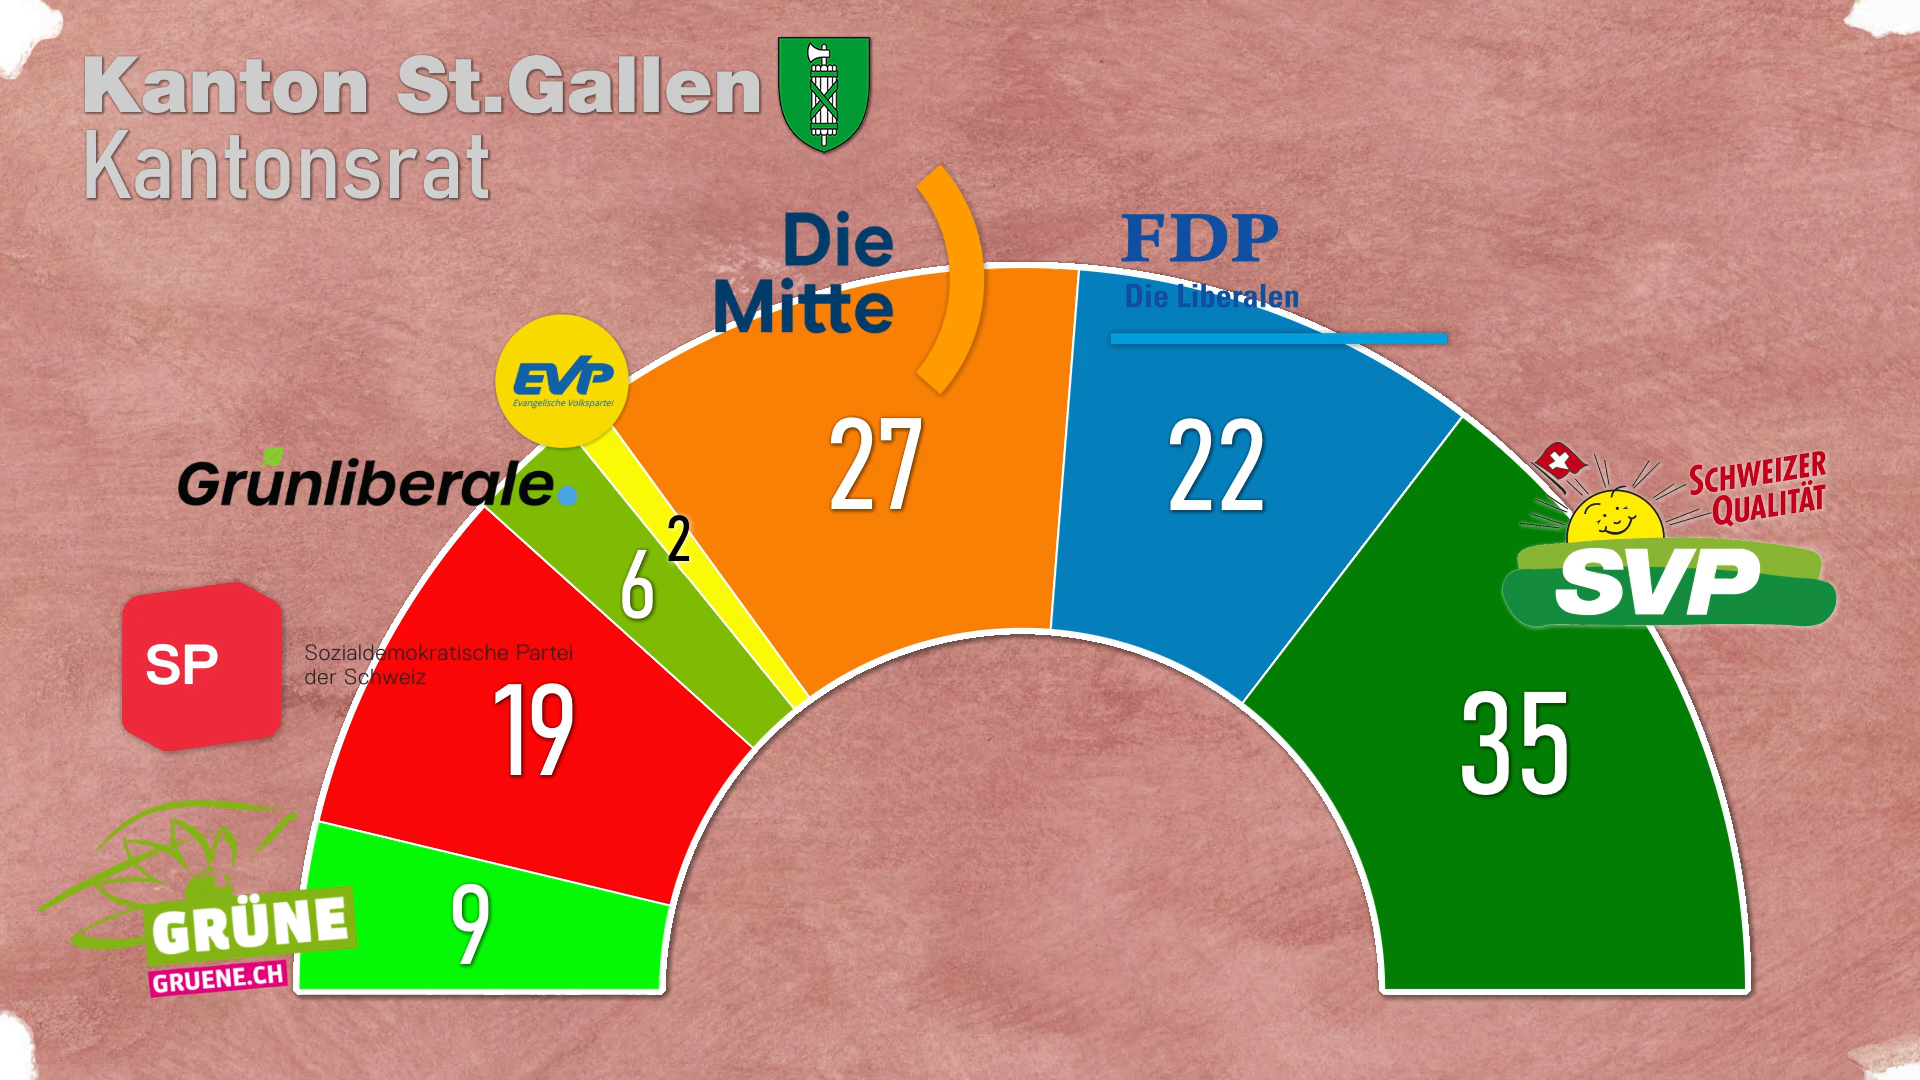 Kanton St.Gallen
Kantonsrat
Die
Mitte
FDP
Die Liberalen
EVP
Evangelische Volkspartei
Grünliberale.
27
22
SCHWEIZER
QUALITÄT
SVP
2
6
SP
Sozialdemokratische Partei
der Schweiz
19
35
GRÜNE
GRUENE.CH
9